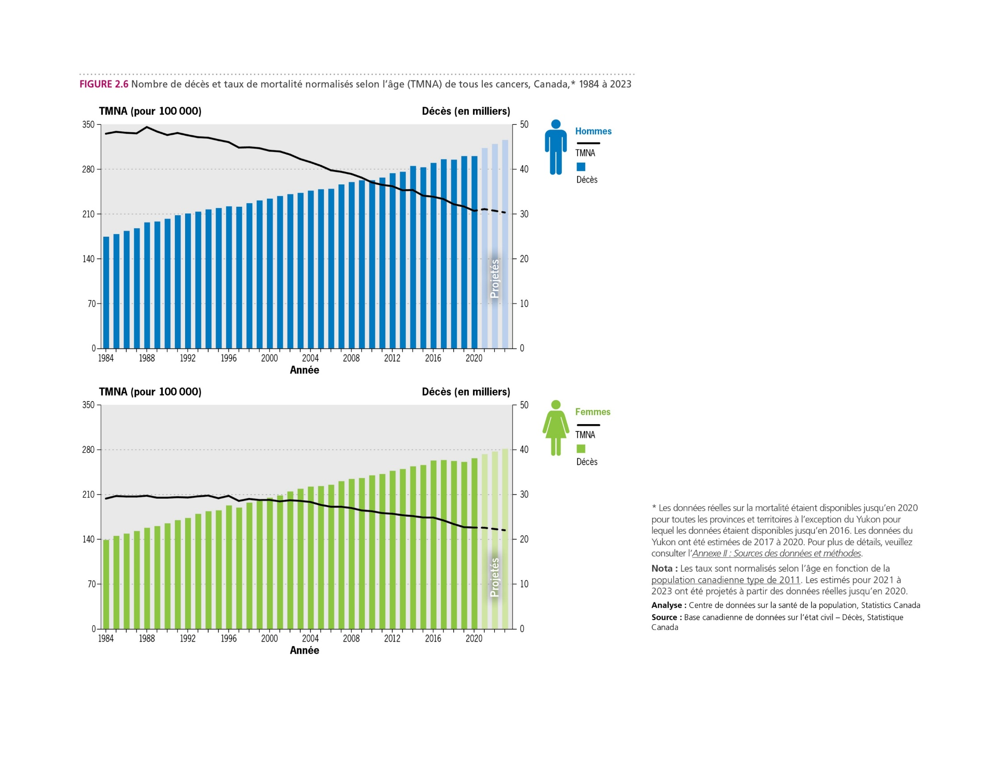 FIGURE 2.6 Nombre de décès et taux de mortalité normalisés selon l'âge (TMNA) de tous les cancers, Canada,* 1984 à 2023
TMNA (pour 100 000)
Décès (en milliers)
350
280
210
140
70
0
50
40
30
20
10
0
Projetés
1984 1988 1992 1996 2000 2004 2008 2012 2016 2020
Année
Hommes
TMNA
Décès
TMNA (pour 100 000)
Décès (en milliers)
350
280
210
140
70
0
50
40
30
20
10
0
Projetés
1984 1988 1992 1996 2000 2004 2008 2012 2016 2020
Année
Femmes
TMNA
Décès
* Les données réelles sur la mortalité étaient disponibles jusqu'en 2020
pour toutes les provinces et territoires à l'exception du Yukon pour
lequel les données étaient disponibles jusqu'en 2016. Les données du
Yukon ont été estimées de 2017 à 2020. Pour plus de détails, veuillez
consulter l'Annexe II : Sources des données et méthodes.
Nota : Les taux sont normalisés selon l'âge en fonction de la
population canadienne type de 2011. Les estimés pour 2021 à
2023 ont été projetés à partir des données réelles jusqu'en 2020.
Analyse : Centre de données sur la santé de la population, Statistics Canada
Source : Base canadienne de données sur l'état civil – Décès, Statistique
Canada